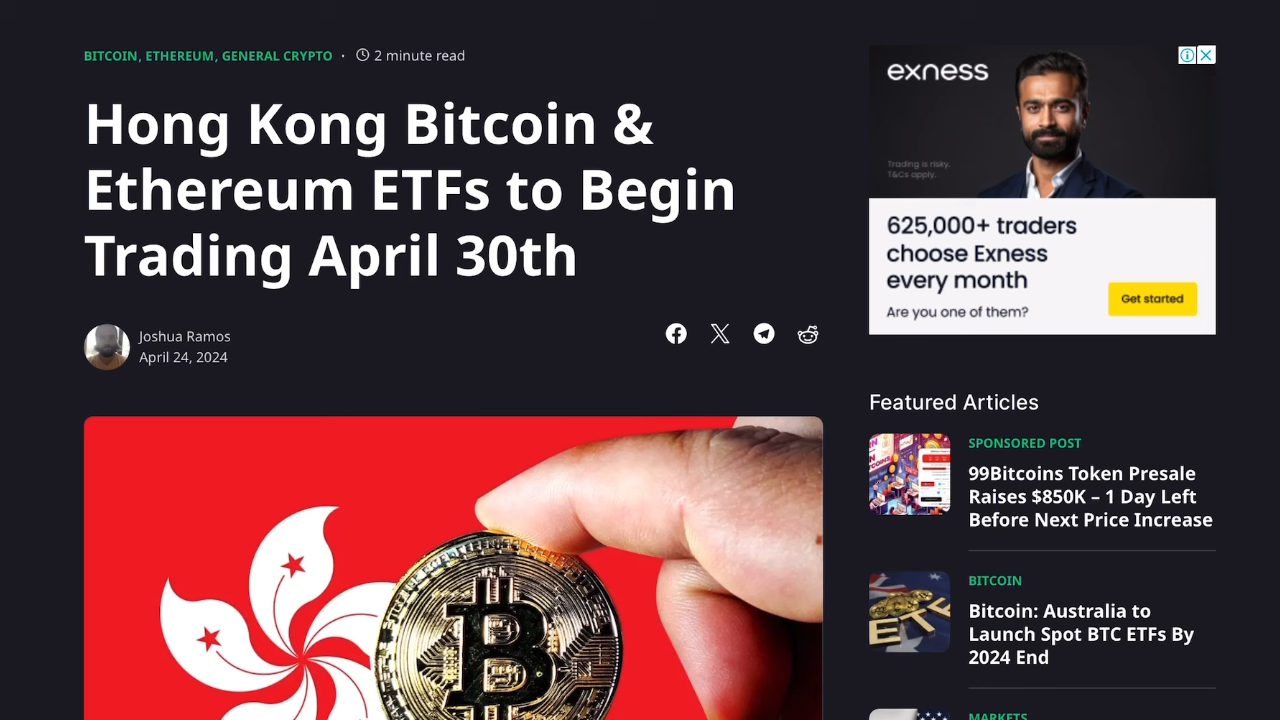 BITCOIN, ETHEREUM, GENERAL CRYPTO · 2 minute read
Hong Kong Bitcoin &
Ethereum ETFs to Begin
Trading April 30th
Joshua Ramos
April 24, 2024
exness
Trading is risky.
T&Cs apply.
625,000+ traders
choose Exness
every month
Are you one of them?
Get started
Featured Articles
SPONSORED POST
99Bitcoins Token Presale
Raises $850K – 1 Day Left
Before Next Price Increase
BITCOIN
Bitcoin: Australia to
Launch Spot BTC ETFs By
2024 End
MARKETS